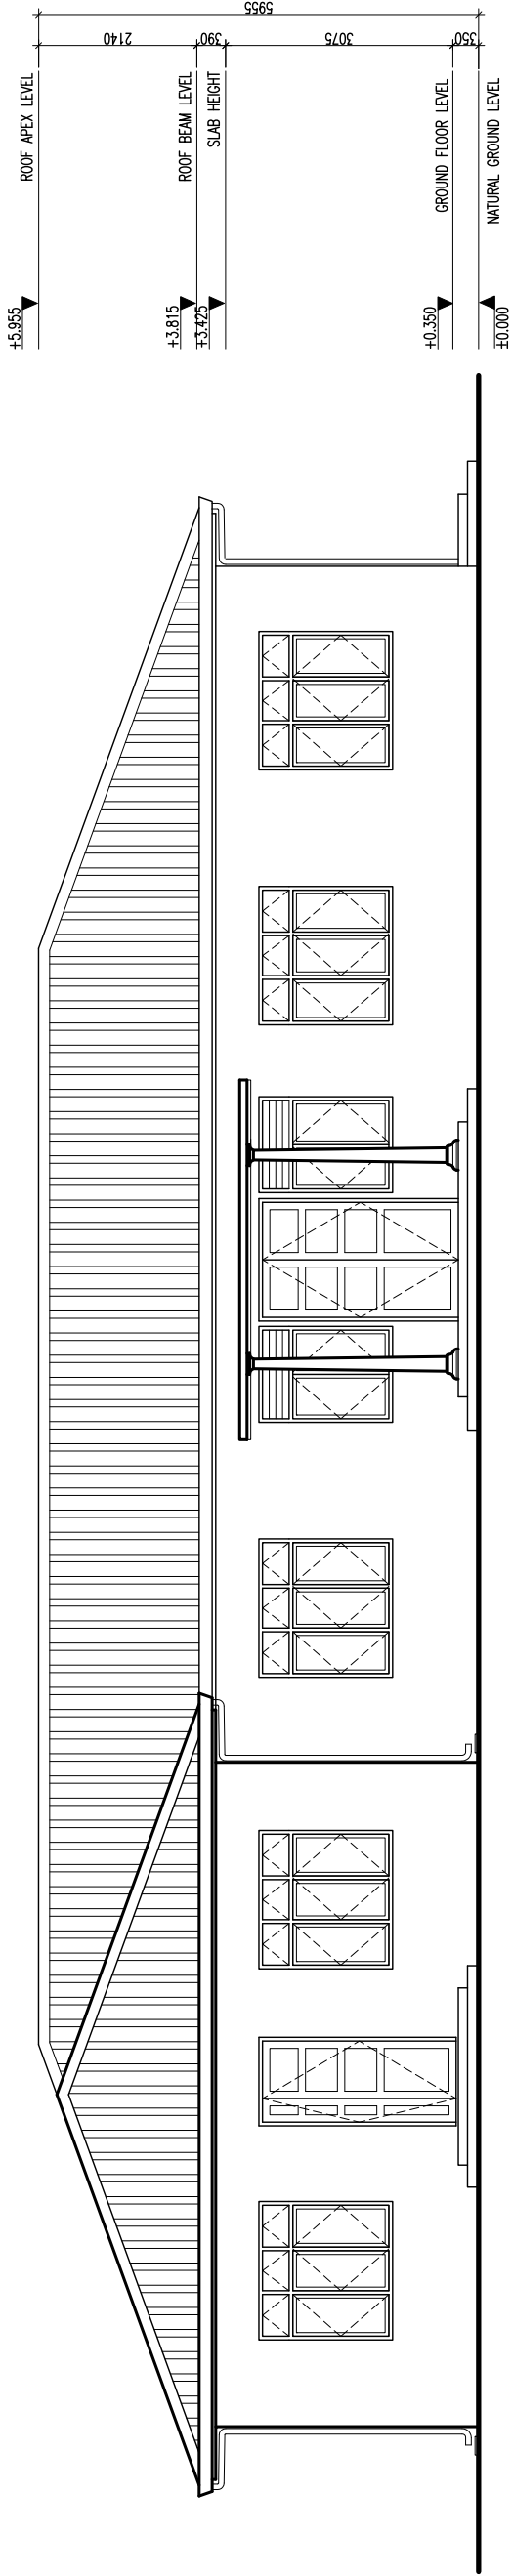 5955
2140
390
3075
350
ROOF APEX LEVEL
ROOF BEAM LEVEL
SLAB HEIGHT
GROUND FLOOR LEVEL
NATURAL GROUND LEVEL
+5.955
+3.815
+3.425
+0.350
±0.000